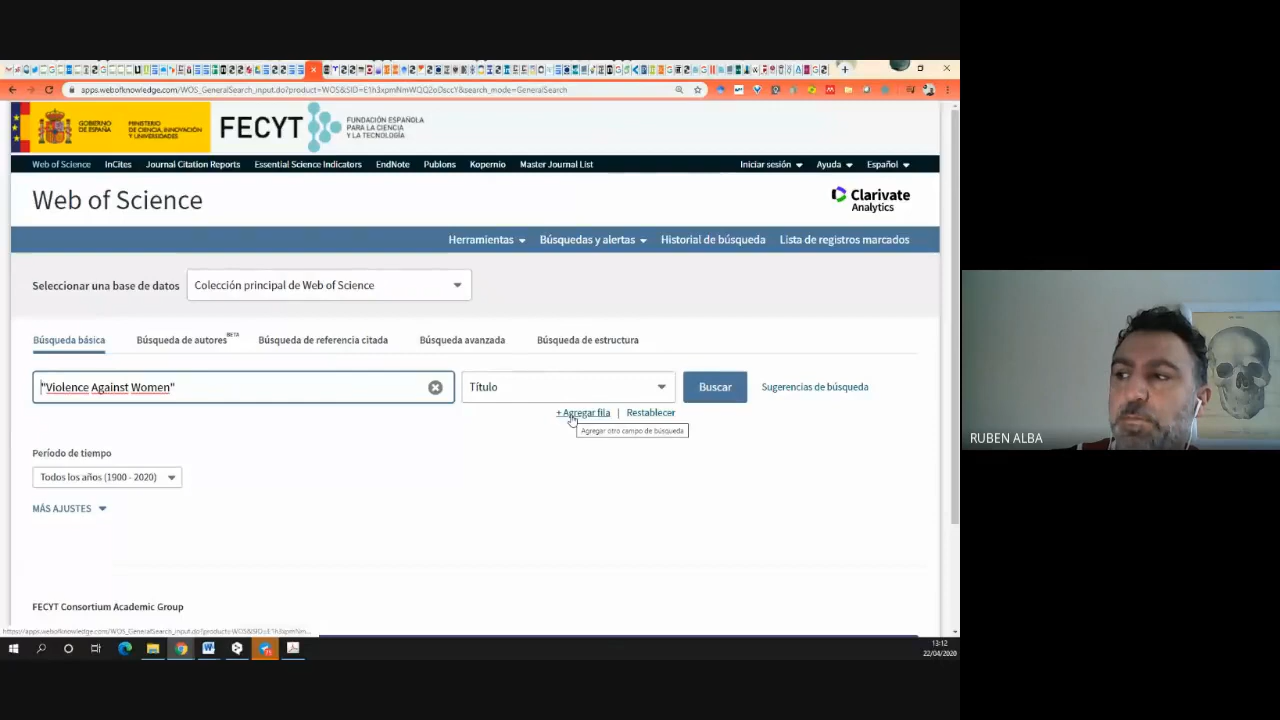 apps.webofknowledge.com/WOS_GeneralSearch_input.do?product=WOS&SID=E1h3xpmNmWQQ2oDsccY&search_mode=GeneralSearch
GOBIERNO DE ESPAÑA
MINISTERIO DE CIENCIA, INNOVACIÓN Y UNIVERSIDADES
FECYT
FUNDACIÓN ESPAÑOLA
PARA LA CIENCIA
Y LA TECNOLOGÍA
Web of Science InCites Journal Citation Reports Essential Science Indicators EndNote Publons Kopernio Master Journal List Iniciar sesión Ayuda Español
Web of Science
Clarivate
Analytics
Herramientas Búsquedas y alertas Historial de búsqueda Lista de registros marcados
Seleccionar una base de datos Colección principal de Web of Science
Búsqueda básica Búsqueda de autores BETA Búsqueda de referencia citada Búsqueda avanzada Búsqueda de estructura
"Violence Against Women" Título Buscar Sugerencias de búsqueda
+ Agregar fila | Restablecer
Agregar otro campo de búsqueda
RUBEN ALBA
Período de tiempo
Todos los años (1900 - 2020)
MÁS AJUSTES
FECYT Consortium Academic Group
13:12
22/04/2020